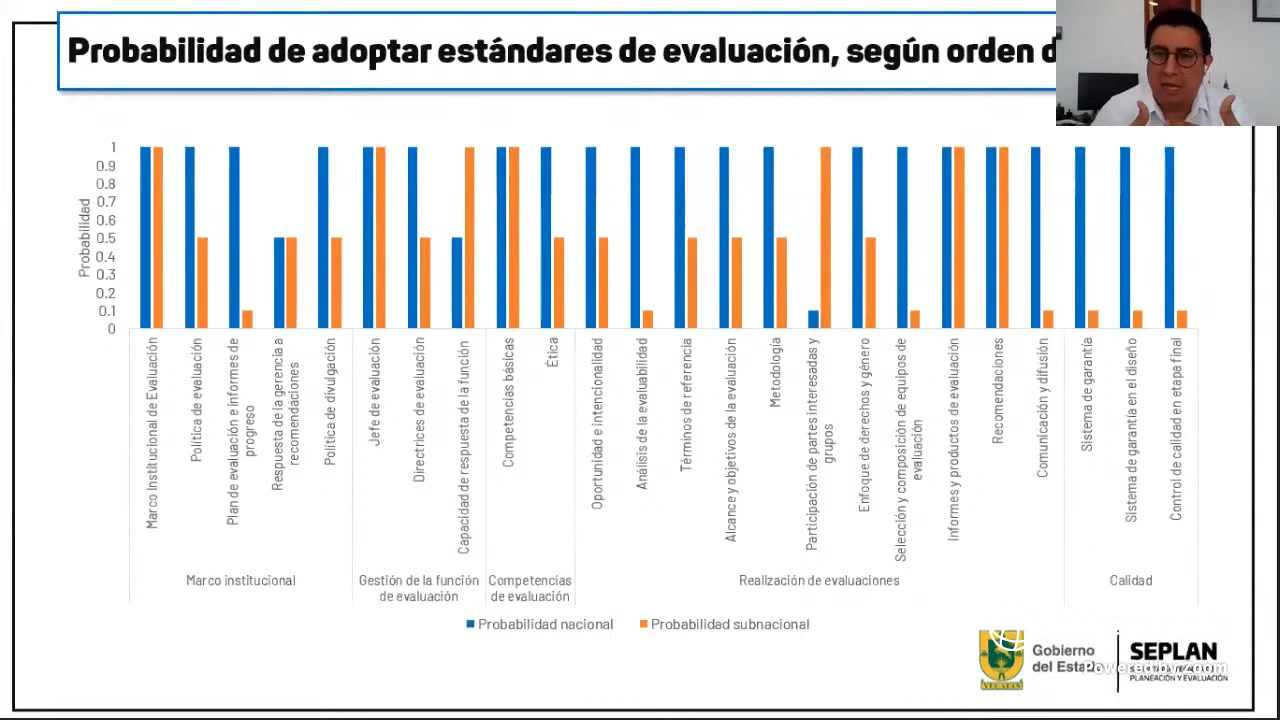 Probabilidad de adoptar estándares de evaluación, según orden d
Probabilidad
1
0.9
0.8
0.7
0.6
0.5
0.4
0.3
0.2
0.1
0
Marco Institucional de Evaluación
Política de evaluación
Plan de evaluación e informes de
progreso
Respuesta de la gerencia a
recomendaciones
Política de divulgación
Jefe de evaluación
Directrices de evaluación
Capacidad de respuesta de la función
Competencias básicas
Ética
Oportunidad e intencionalidad
Análisis de la evaluabilidad
Términos de referencia
Alcance y objetivos de la evaluación
Metodología
Participación de partes interesadas y
grupos
Enfoque de derechos y género
Selección y composición de equipos de
evaluación
Informes y productos de evaluación
Recomendaciones
Comunicación y difusión
Sistema de garantía
Sistema de garantía en el diseño
Control de calidad en etapa final
Marco institucional
Gestión de la función
de evaluación
Competencias
de evaluación
Realización de evaluaciones
Calidad
Probabilidad nacional
Probabilidad subnacional
Gobierno
del Estado
SEPLAN
PLANEACIÓN Y EVALUACIÓN
YUCATÁN
Powered by zoom